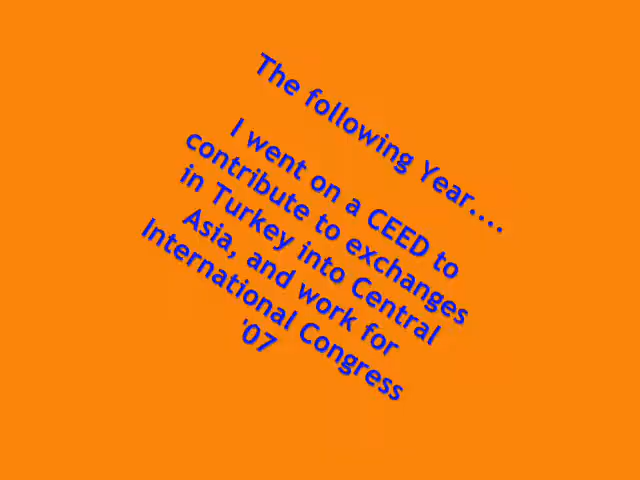 The following Year....
I went on a CEED to
contribute to exchanges
in Turkey into Central
Asia, and work for
International Congress
'07